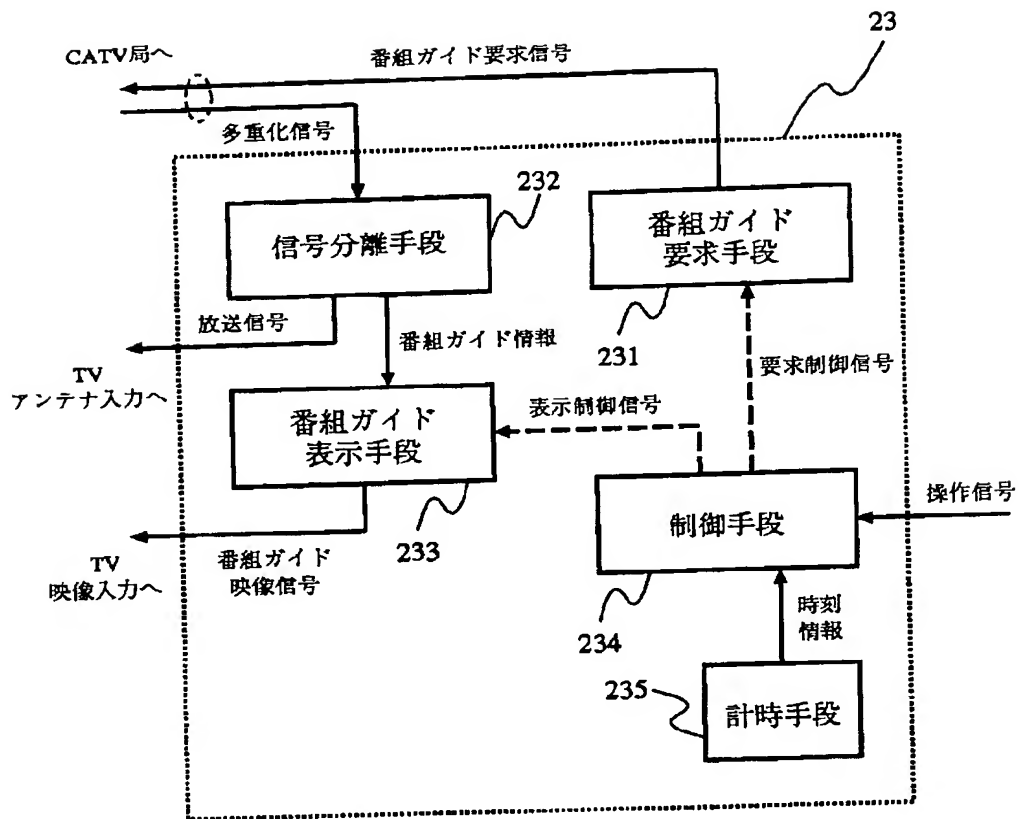 23
番組ガイド要求信号
CATV局へ
多重化信号
232
信号分離手段
番組ガイド
要求手段
放送信号
番組ガイド情報
231
要求制御信号
TV
アンテナ入力へ
番組ガイド
表示手段
表示制御信号
操作信号
制御手段
233
TV
映像入力へ
番組ガイド
映像信号
234
時刻
情報
235
計時手段